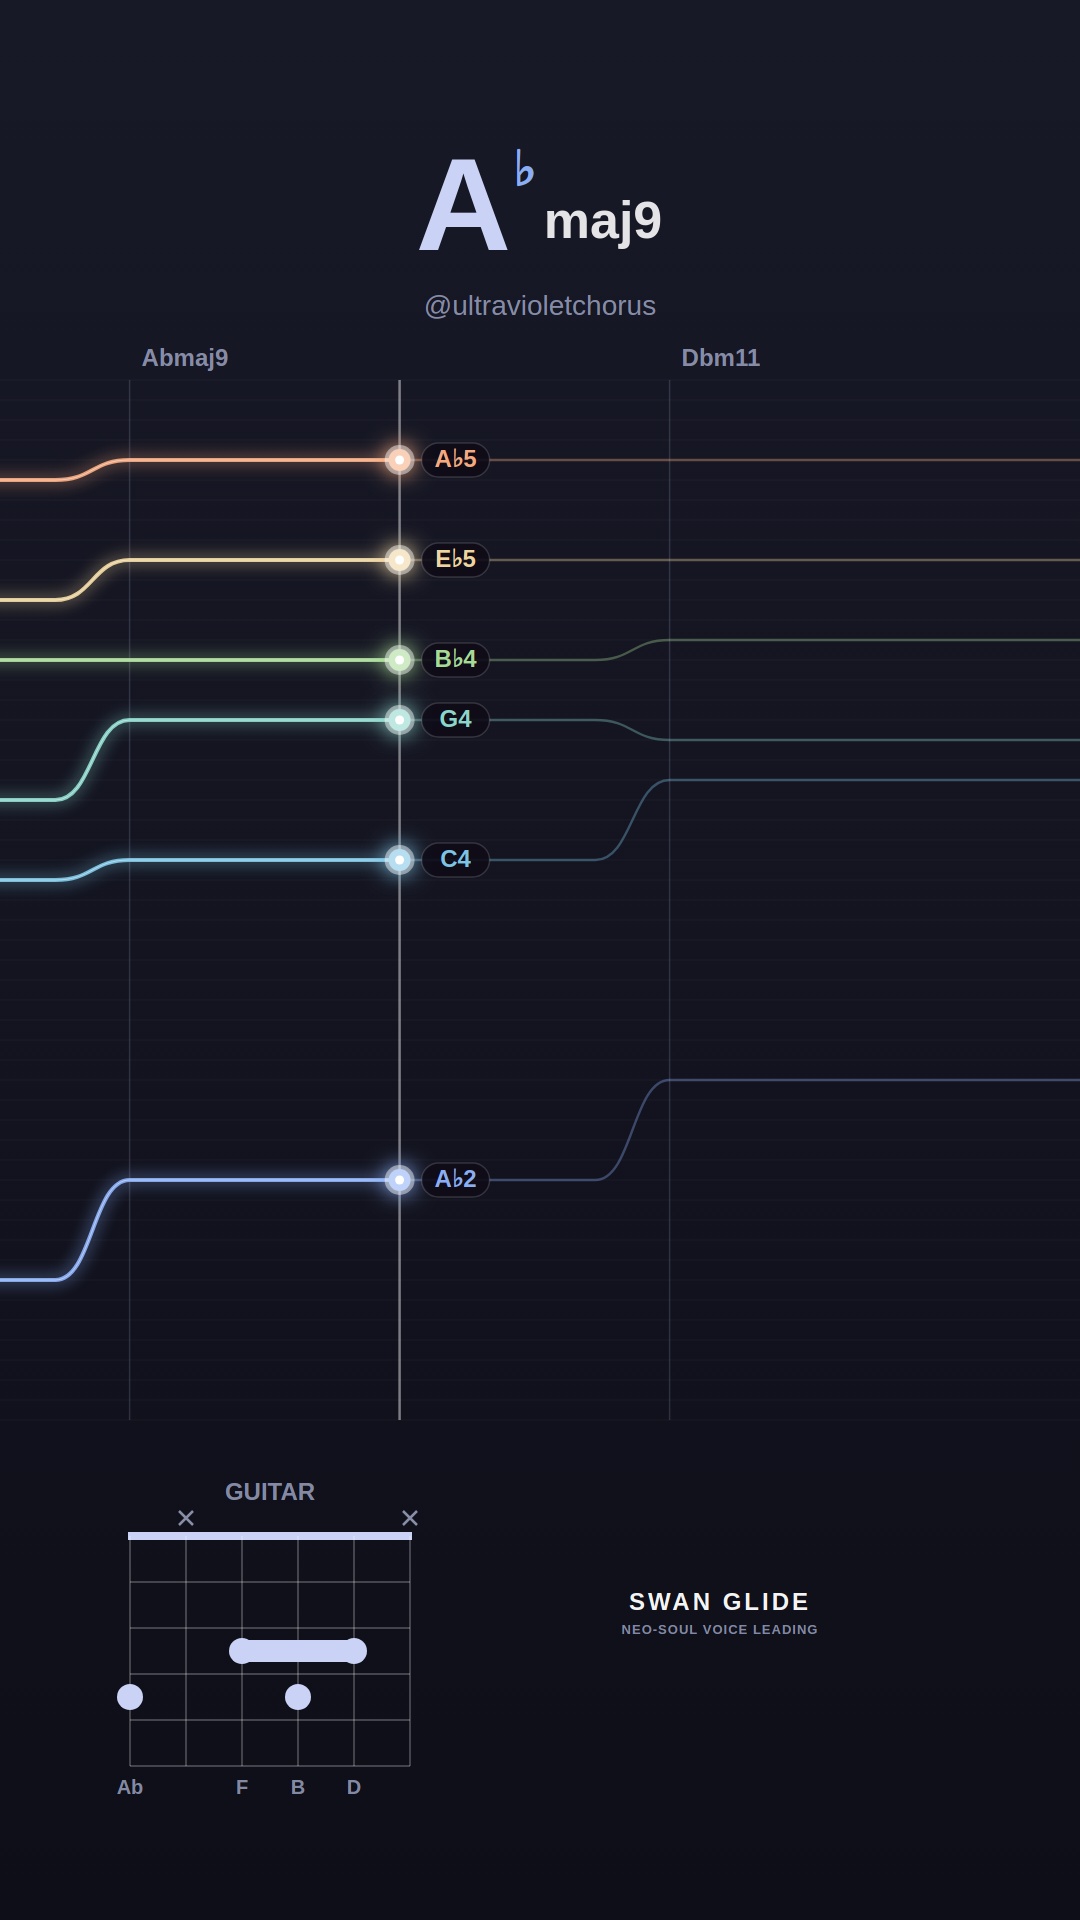 A♭maj9
@ultravioletchorus
Abmaj9 Dbm11
A♭5
E♭5
B♭4
G4
C4
A♭2
GUITAR
SWAN GLIDE
NEO-SOUL VOICE LEADING
Ab F B D